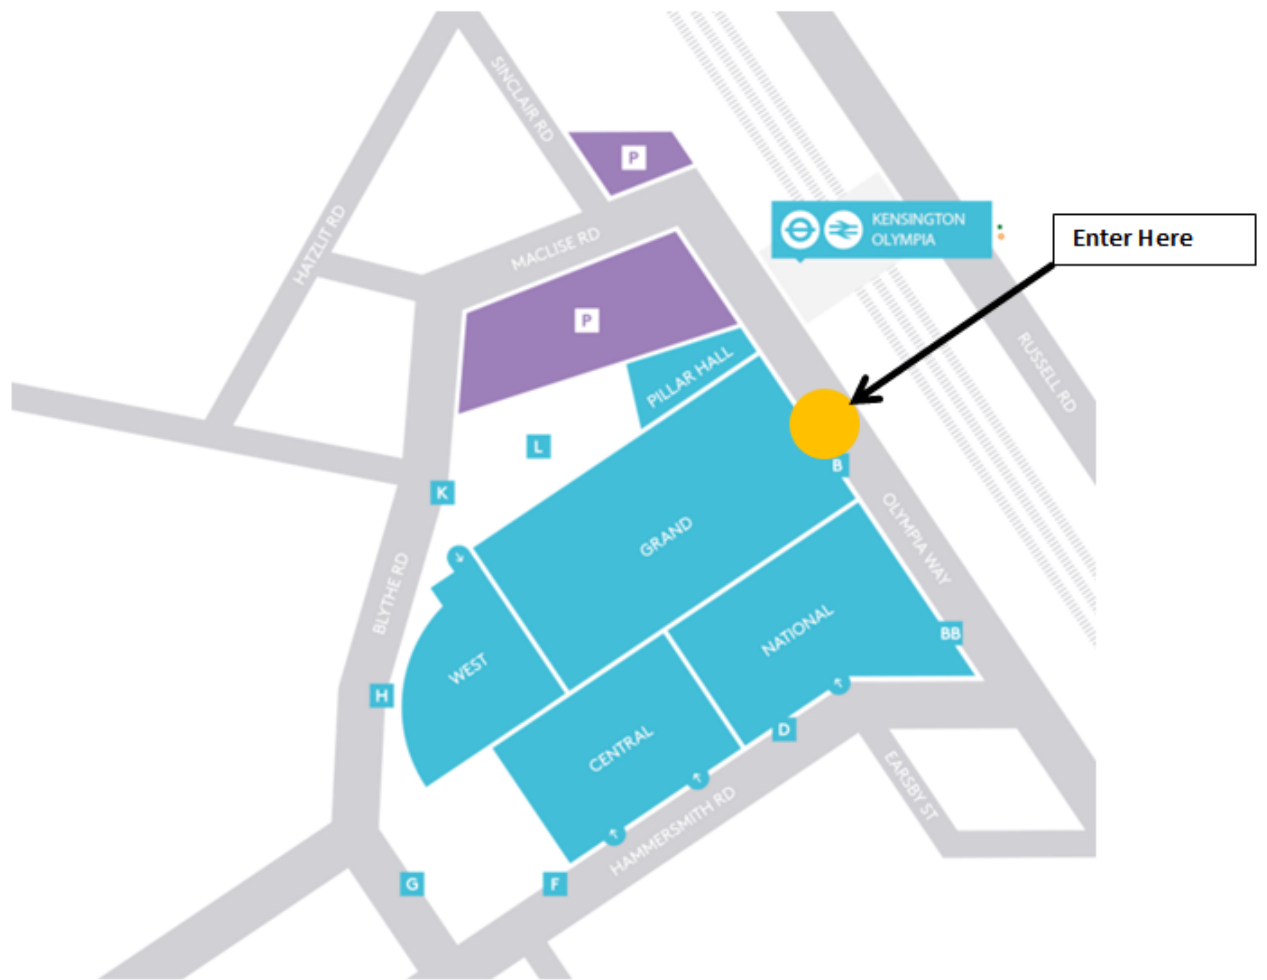 SINCLAIR RD
P
HATZLIT RD
MACLISE RD
KENSINGTON
OLYMPIA
Enter Here
P
PILLAR HALL
RUSSELL RD
L
B
K
GRAND
OLYMPIA WAY
BLYTHE RD
NATIONAL
BB
WEST
H
CENTRAL
D
EARSBY ST
HAMMERSMITH RD
G
F